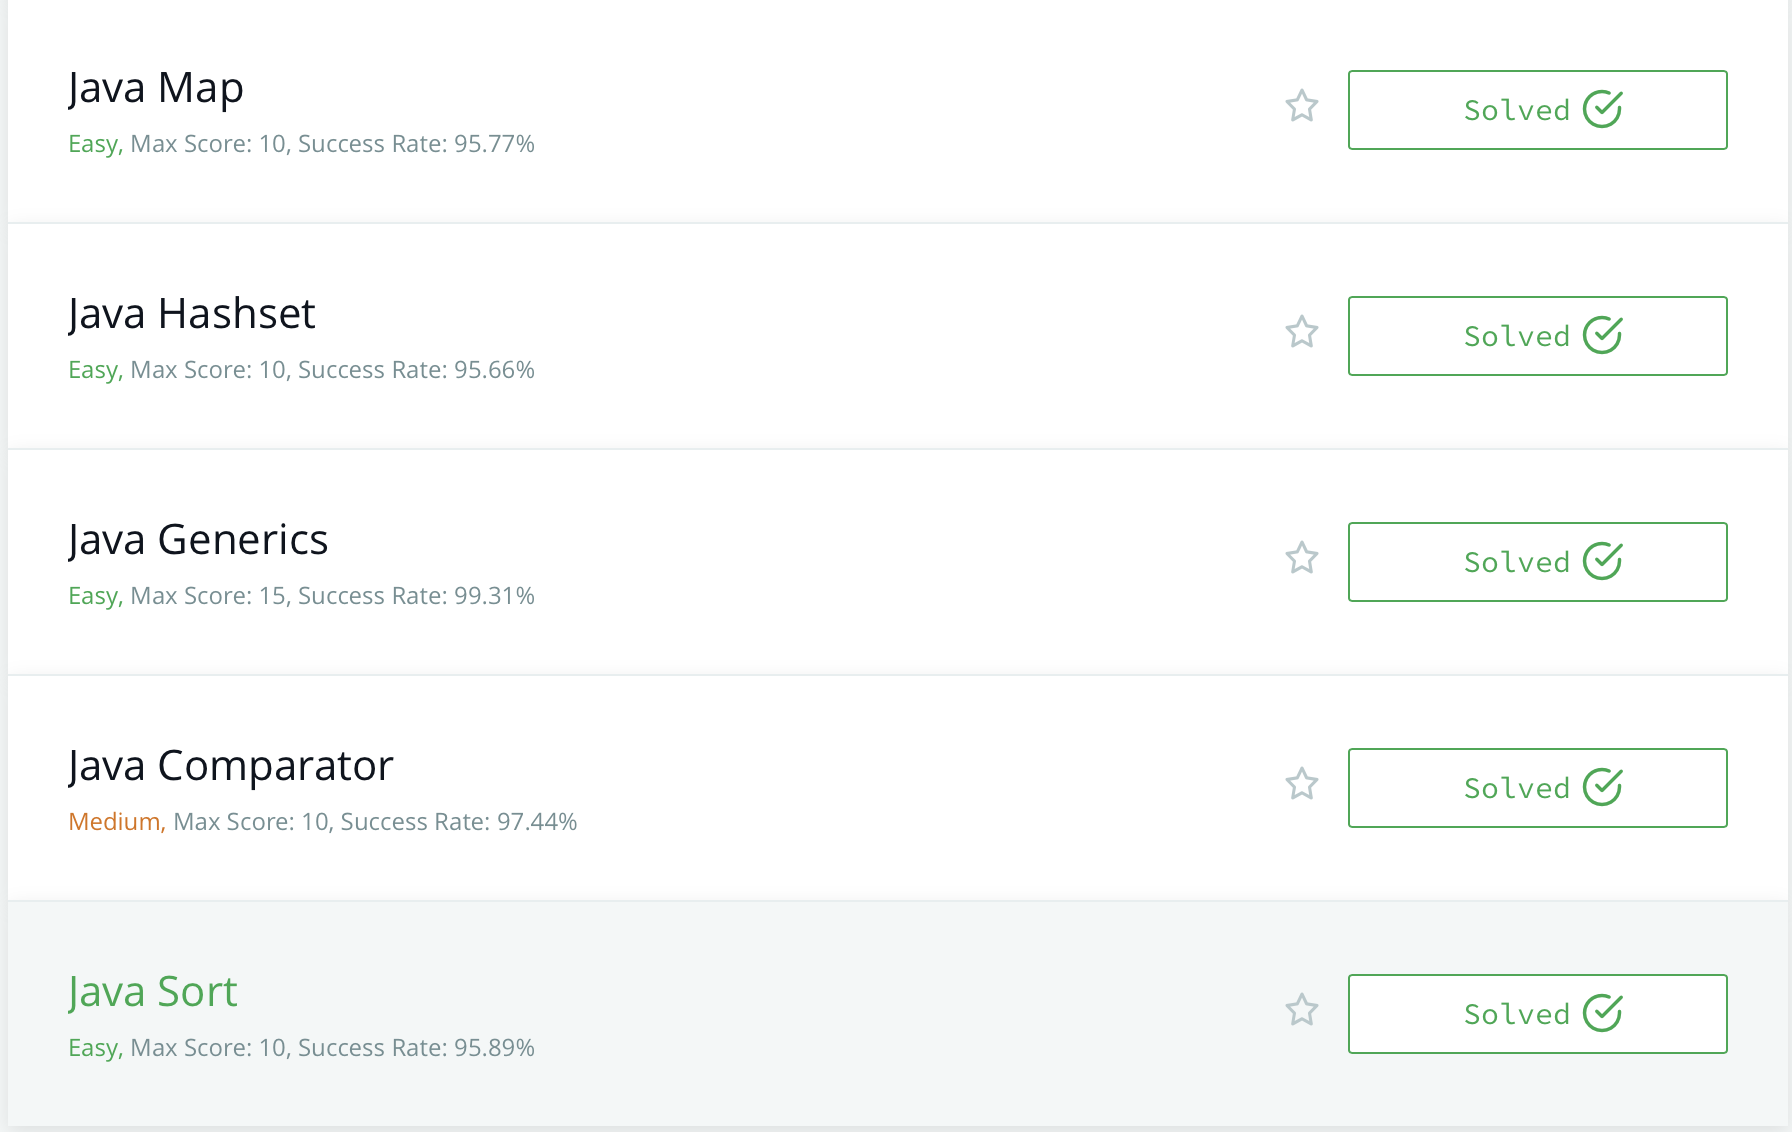 Java Map
Easy, Max Score: 10, Success Rate: 95.77%
Solved
Java Hashset
Easy, Max Score: 10, Success Rate: 95.66%
Solved
Java Generics
Easy, Max Score: 15, Success Rate: 99.31%
Solved
Java Comparator
Medium, Max Score: 10, Success Rate: 97.44%
Solved
Java Sort
Easy, Max Score: 10, Success Rate: 95.89%
Solved